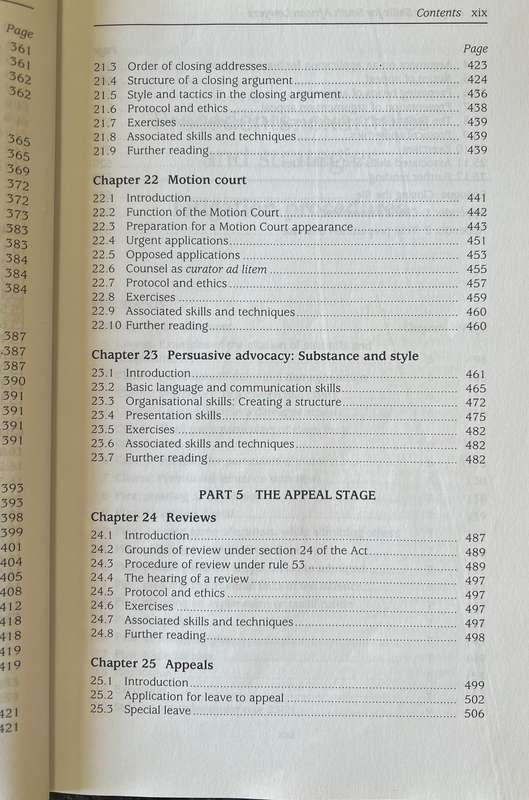 Page
361
361
362
362
365
365
369
372
372
373
383
383
384
384
384
387
387
387
390
391
391
391
391
393
393
398
399
401
404
405
408
412
418
418
419
419
421
421
Contents xix
Page
21.3 Order of closing addresses 423
21.4 Structure of a closing argument 424
21.5 Style and tactics in the closing argument 436
21.6 Protocol and ethics 438
21.7 Exercises 439
21.8 Associated skills and techniques 439
21.9 Further reading 439
Chapter 22 Motion court
22.1 Introduction 441
22.2 Function of the Motion Court 442
22.3 Preparation for a Motion Court appearance 443
22.4 Urgent applications 451
22.5 Opposed applications 453
22.6 Counsel as curator ad litem 455
22.7 Protocol and ethics 457
22.8 Exercises 459
22.9 Associated skills and techniques 460
22.10 Further reading 460
Chapter 23 Persuasive advocacy: Substance and style
23.1 Introduction 461
23.2 Basic language and communication skills 465
23.3 Organisational skills: Creating a structure 472
23.4 Presentation skills 475
23.5 Exercises 482
23.6 Associated skills and techniques 482
23.7 Further reading 482
PART 5 THE APPEAL STAGE
Chapter 24 Reviews
24.1 Introduction 487
24.2 Grounds of review under section 24 of the Act 489
24.3 Procedure of review under rule 53 489
24.4 The hearing of a review 497
24.5 Protocol and ethics 497
24.6 Exercises 497
24.7 Associated skills and techniques 497
24.8 Further reading 498
Chapter 25 Appeals
25.1 Introduction 499
25.2 Application for leave to appeal 502
25.3 Special leave 506